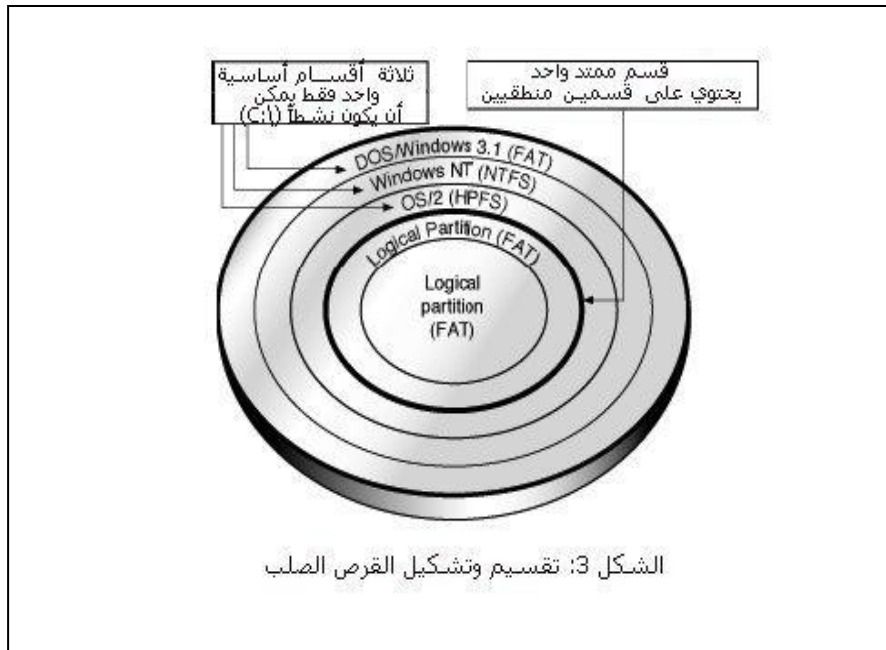 ثلاثة أقسام أساسية
واحد فقط يمكن
أن يكون نشطاً (C:\)
قسم ممتد واحد
يحتوي على قسمين منطقيين
DOS/Windows 3.1 (FAT)
Windows NT (NTFS)
OS/2 (HPFS)
Logical Partition (FAT)
Logical
partition
(FAT)
الشكل 3: تقسيم وتشكيل القرص الصلب